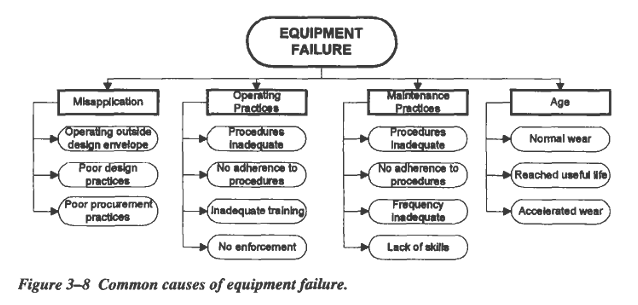 EQUIPMENT
FAILURE
Misapplication
Operating outside
design envelope
Poor design
practices
Poor procurement
practices
Operating
Practices
Procedures
Inadequate
No adherence to
procedures
Inadequate training
No enforcement
Maintenance
Practices
Procedures
Inadequate
No adherence to
procedures
Frequency
Inadequate
Lack of skills
Age
Normal wear
Reached useful life
Accelerated wear
Figure 3–8 Common causes of equipment failure.